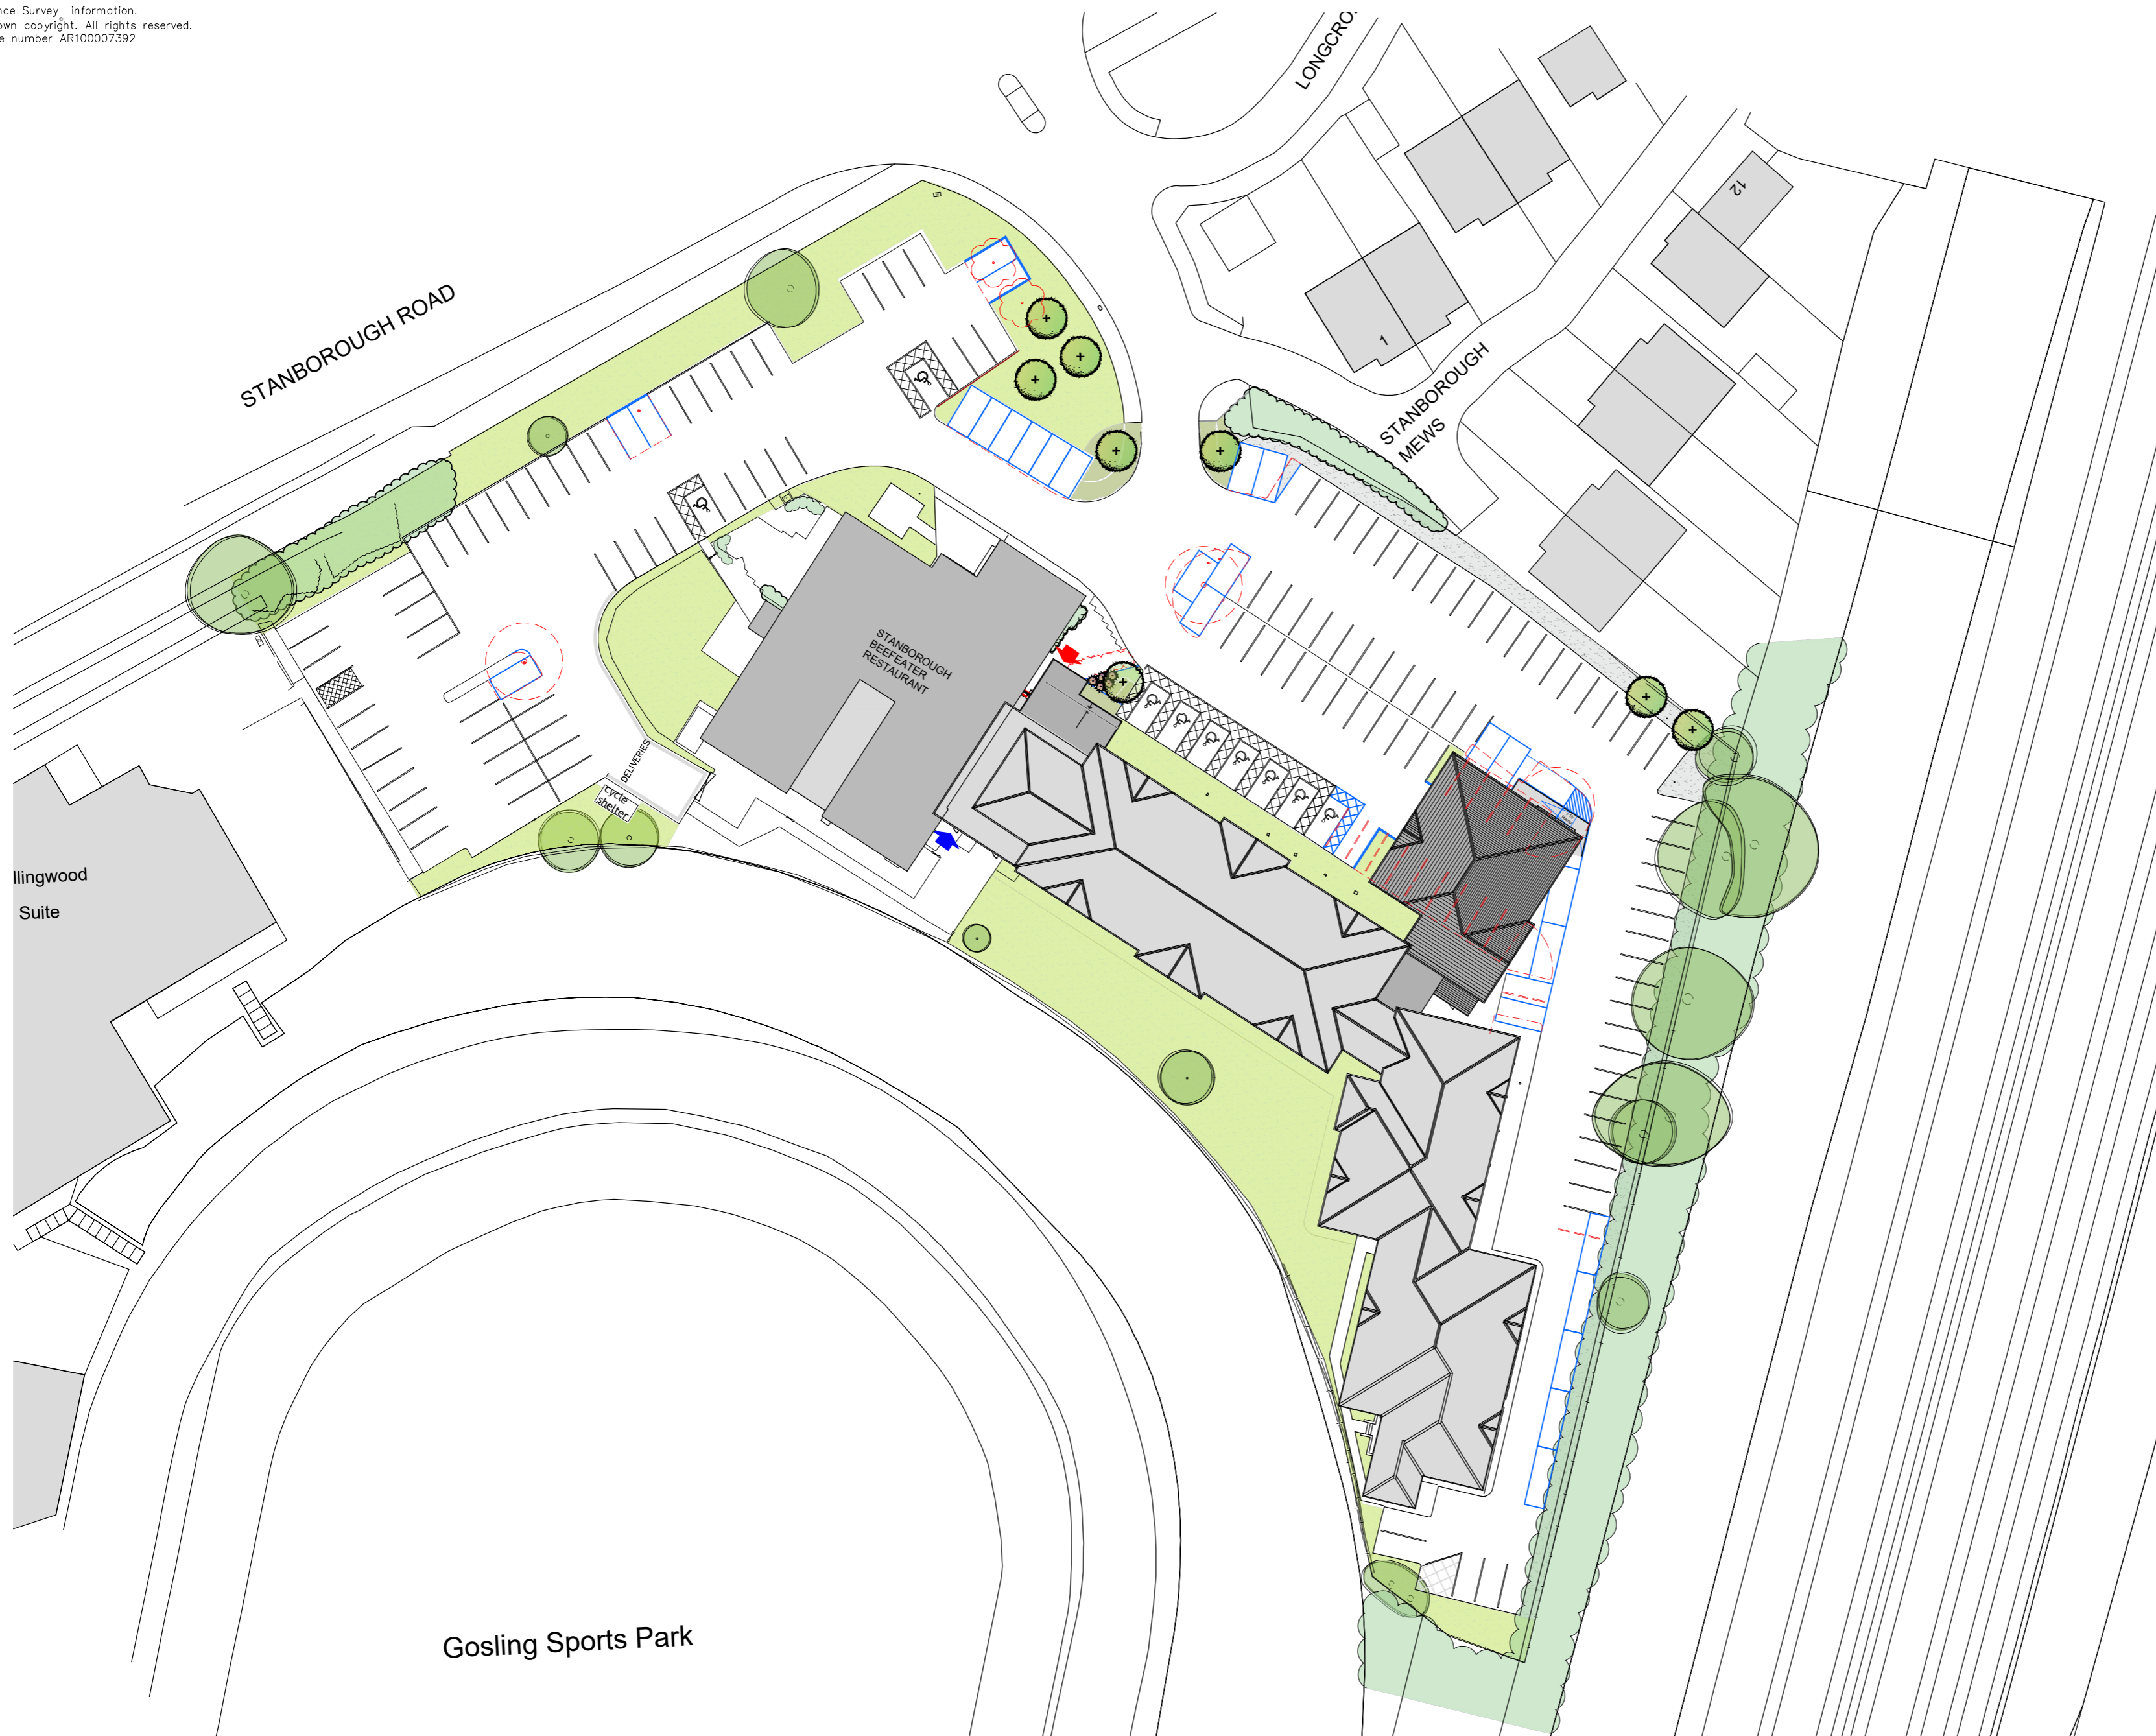 nce Survey® information.
own copyright. All rights reserved.
e number AR100007392
LONGCRO
STANBOROUGH ROAD
12
1
STANBOROUGH
MEWS
STANBOROUGH
BEEFEATER
RESTAURANT
DELIVERIES
cycle
shelter
llingwood
Suite
Gosling Sports Park